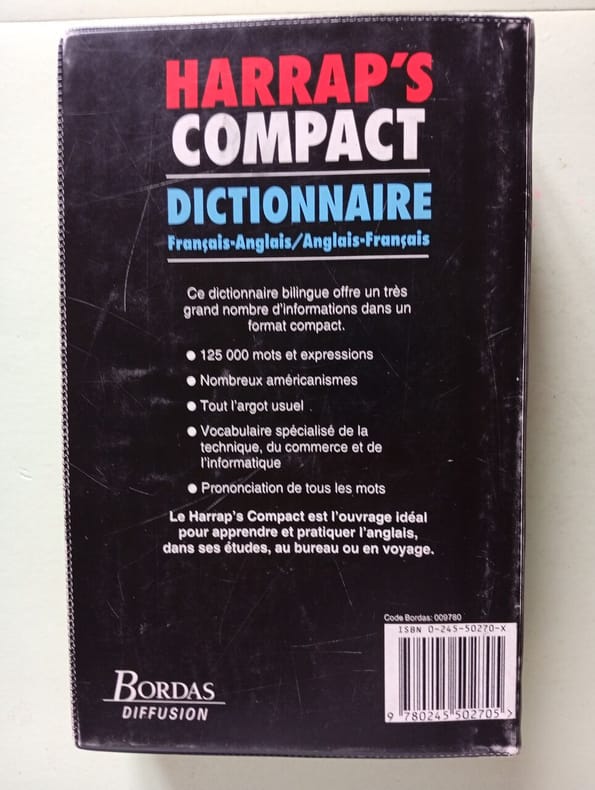 HARRAP'S
COMPACT
DICTIONNAIRE
Français-Anglais/Anglais-Français
Ce dictionnaire bilingue offre un très
grand nombre d'informations dans un
format compact.
● 125 000 mots et expressions
● Nombreux américanismes
● Tout l'argot usuel
● Vocabulaire spécialisé de la
technique, du commerce et de
l'informatique
● Prononciation de tous les mots
Le Harrap's Compact est l'ouvrage idéal
pour apprendre et pratiquer l'anglais,
dans ses études, au bureau ou en voyage.
Code Bordas: 009780
ISBN 0-245-50270-X
9 780245 502705 >
BORDAS
DIFFUSION